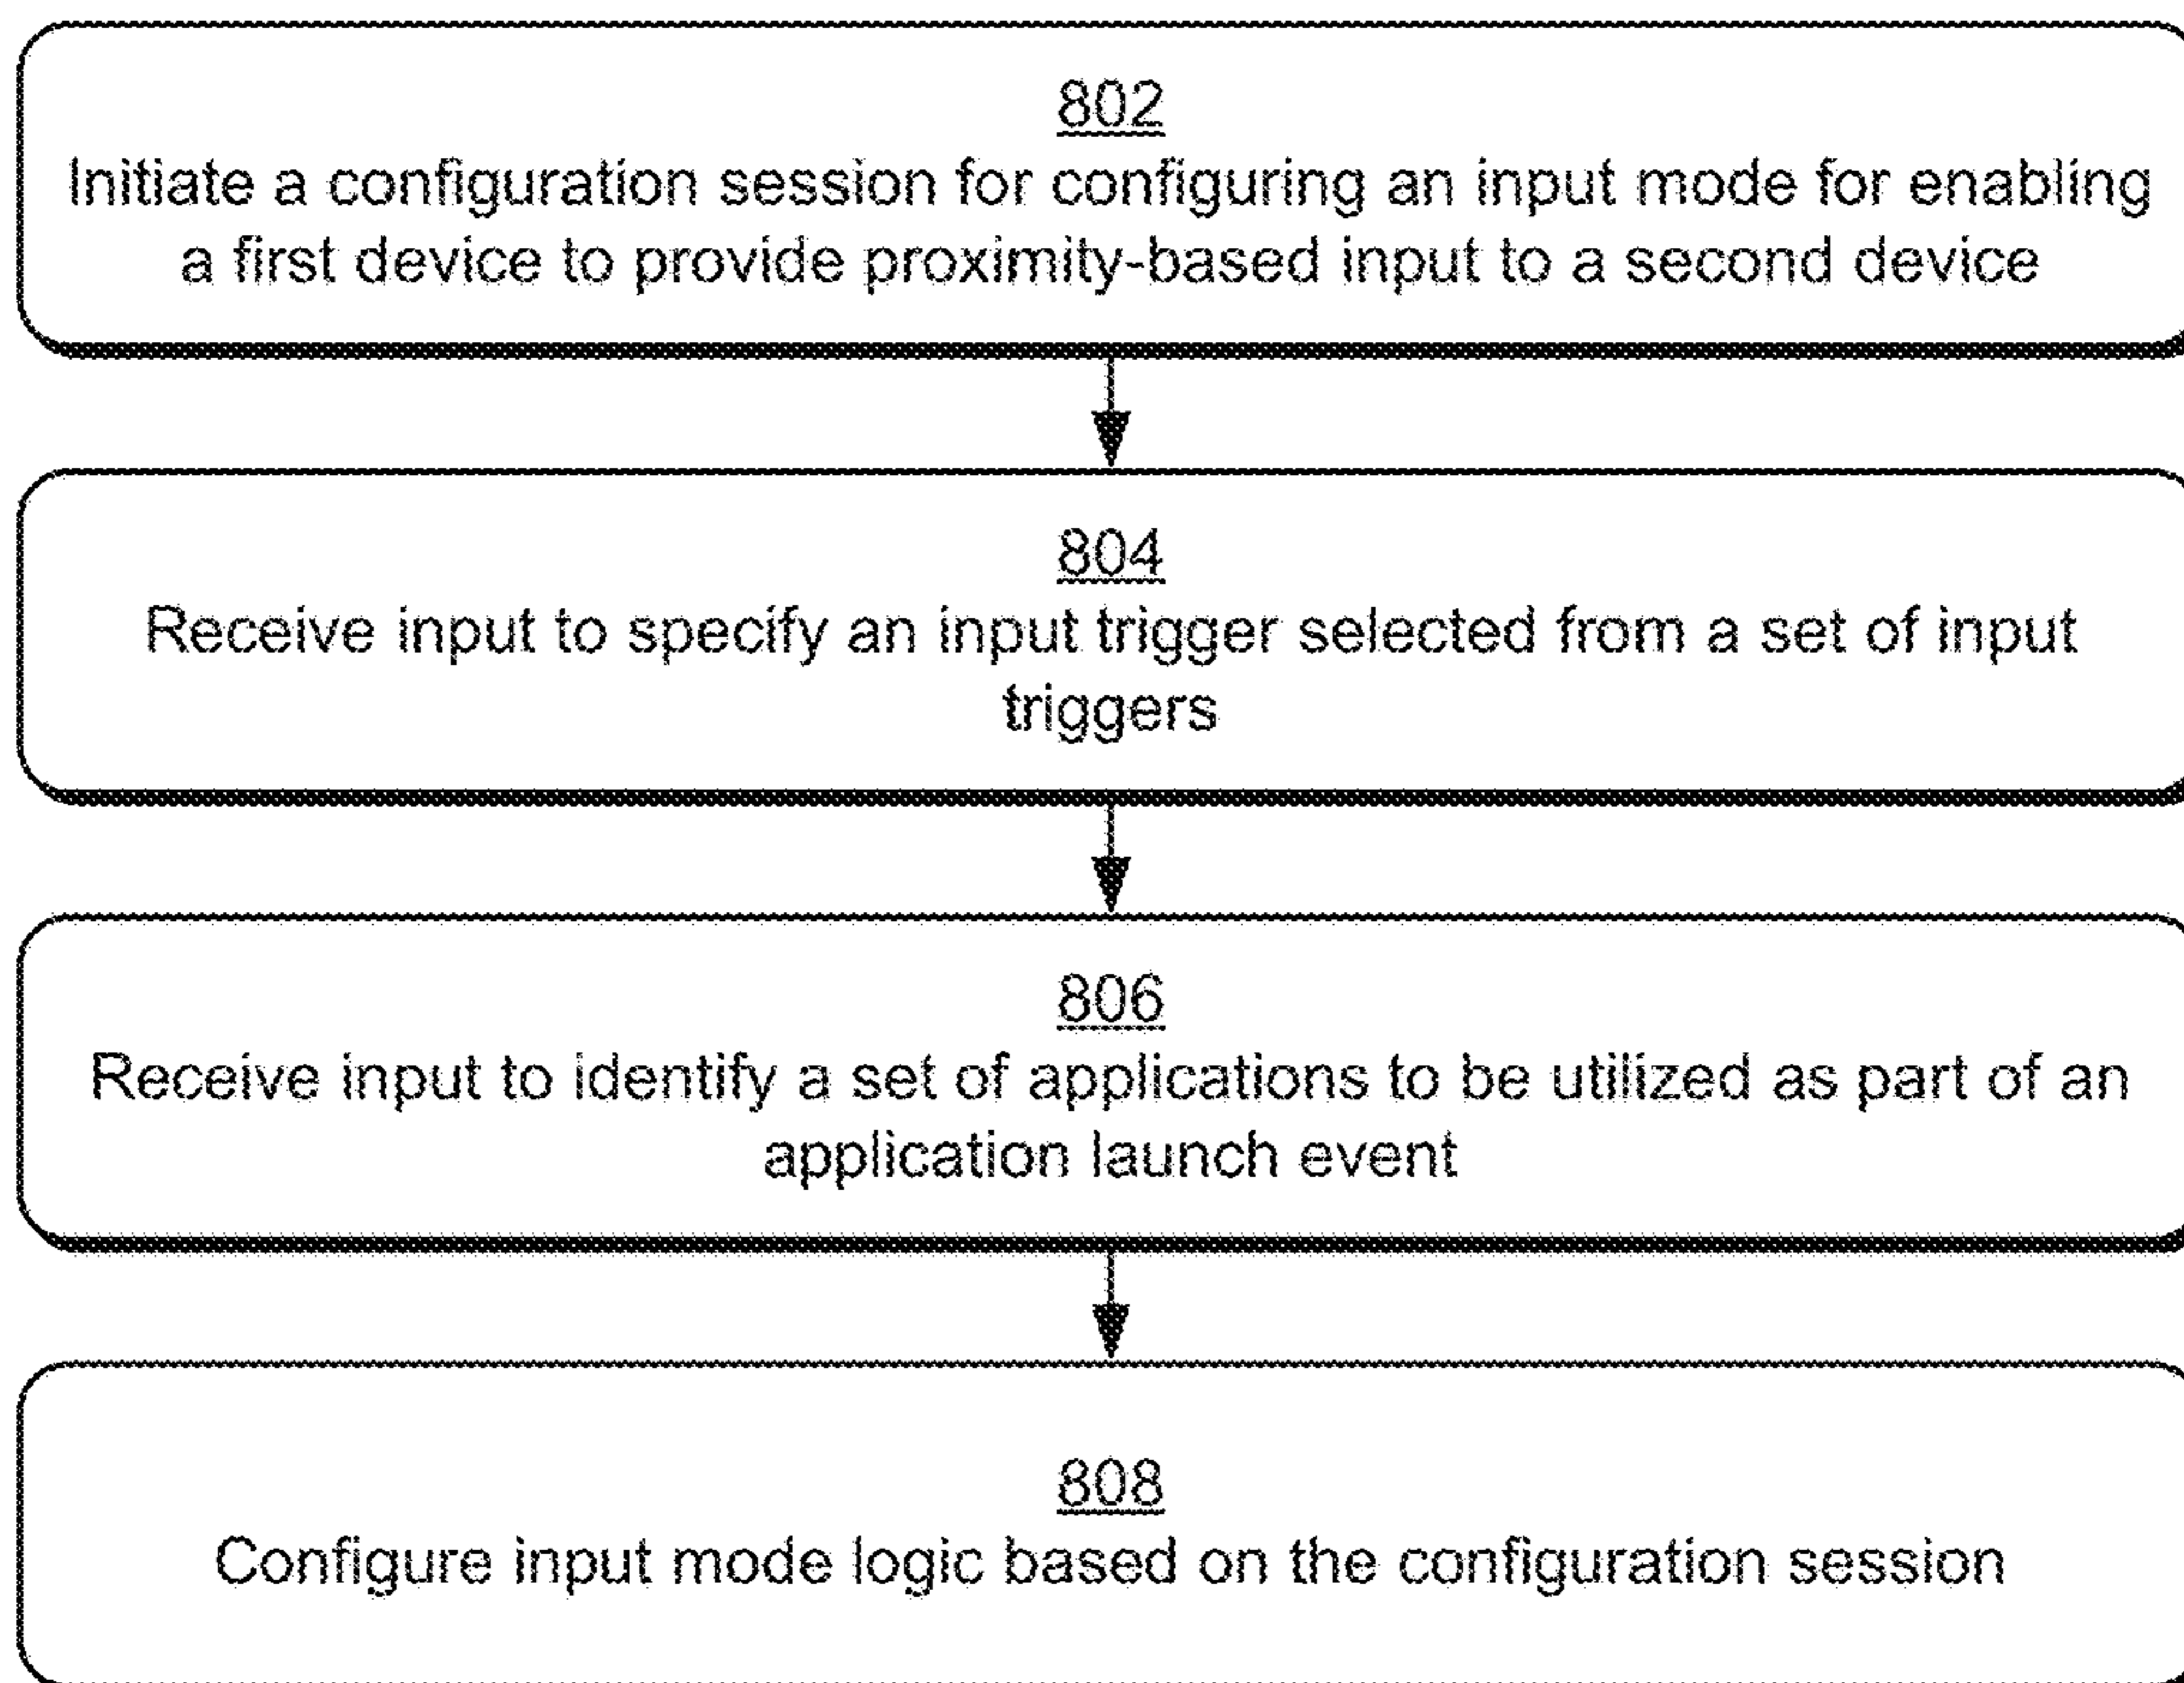 802
Initiate a configuration session for configuring an input mode for enabling
a first device to provide proximity-based input to a second device
804
Receive input to specify an input trigger selected from a set of input
triggers
806
Receive input to identify a set of applications to be utilized as part of an
application launch event
808
Configure input mode logic based on the configuration session